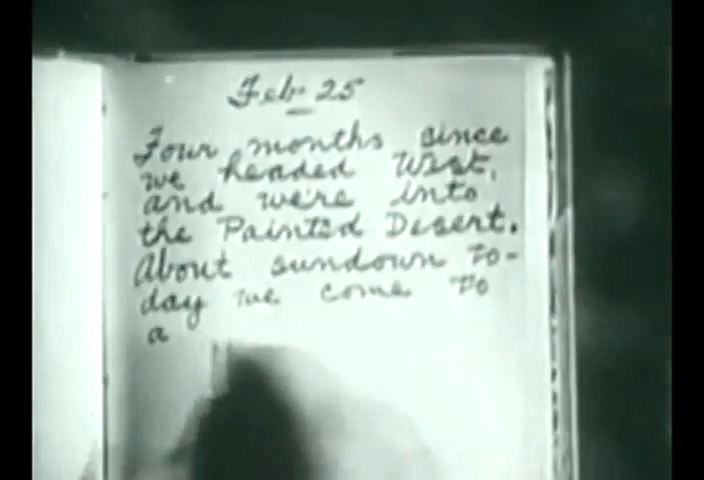 Feb 25
Four months since
we headed West,
and we're into
the Painted Desert.
About sundown to-
day we come to
a